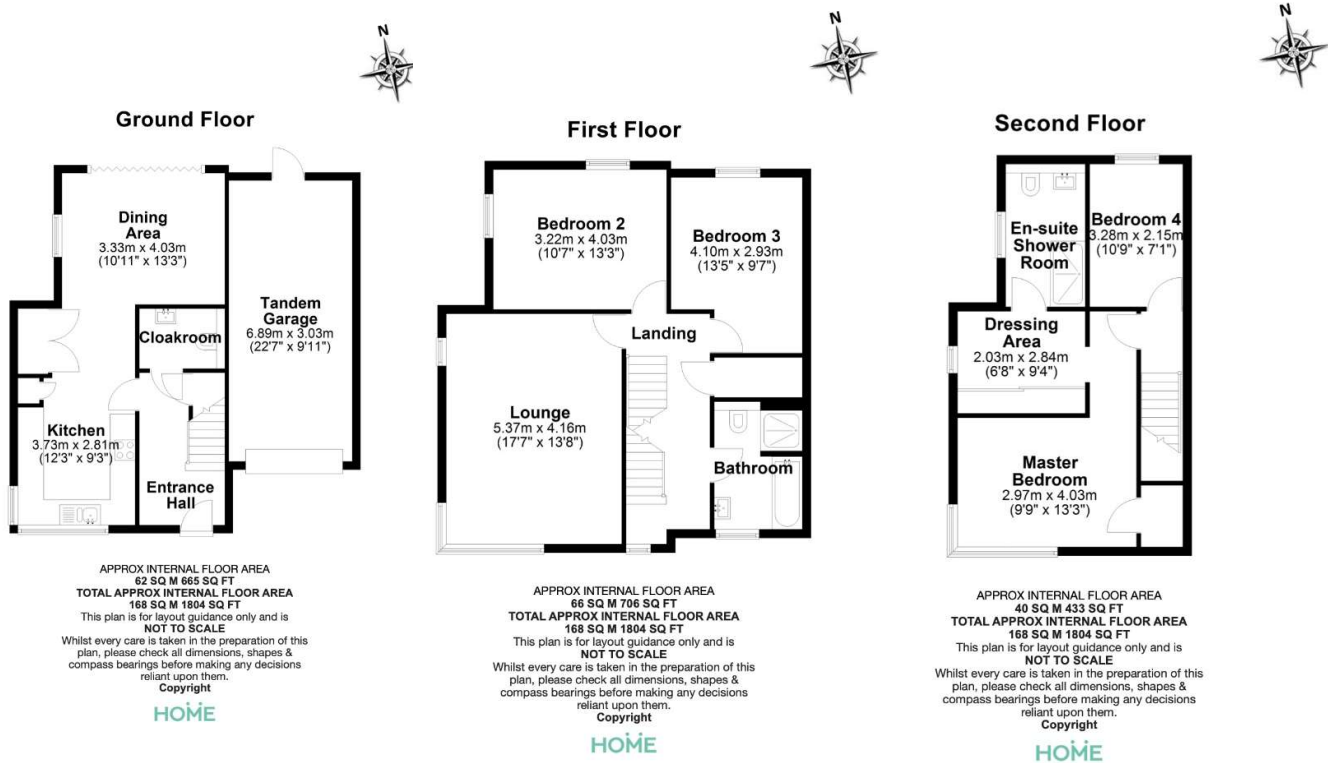 N
Ground Floor
Dining
Area
3.33m x 4.03m
(10'11" x 13'3")
Tandem
Garage
6.89m x 3.03m
(22'7" x 9'11")
Cloakroom
Kitchen
3.73m x 2.81m
(12'3" x 9'3")
Entrance
Hall
APPROX INTERNAL FLOOR AREA
62 SQ M 665 SQ FT
TOTAL APPROX INTERNAL FLOOR AREA
168 SQ M 1804 SQ FT
This plan is for layout guidance only and is
NOT TO SCALE
Whilst every care is taken in the preparation of this
plan, please check all dimensions, shapes &
compass bearings before making any decisions
reliant upon them.
Copyright
HOME
N
First Floor
Bedroom 2
3.22m x 4.03m
(10'7" x 13'3")
Bedroom 3
4.10m x 2.93m
(13'5" x 9'7")
Landing
Lounge
5.37m x 4.16m
(17'7" x 13'8")
Bathroom
APPROX INTERNAL FLOOR AREA
66 SQ M 706 SQ FT
TOTAL APPROX INTERNAL FLOOR AREA
168 SQ M 1804 SQ FT
This plan is for layout guidance only and is
NOT TO SCALE
Whilst every care is taken in the preparation of this
plan, please check all dimensions, shapes &
compass bearings before making any decisions
reliant upon them.
Copyright
HOME
N
Second Floor
En-suite
Shower
Room
Bedroom 4
3.28m x 2.15m
(10'9" x 7'1")
Dressing
Area
2.03m x 2.84m
(6'8" x 9'4")
Master
Bedroom
2.97m x 4.03m
(9'9" x 13'3")
APPROX INTERNAL FLOOR AREA
40 SQ M 433 SQ FT
TOTAL APPROX INTERNAL FLOOR AREA
168 SQ M 1804 SQ FT
This plan is for layout guidance only and is
NOT TO SCALE
Whilst every care is taken in the preparation of this
plan, please check all dimensions, shapes &
compass bearings before making any decisions
reliant upon them.
Copyright
HOME